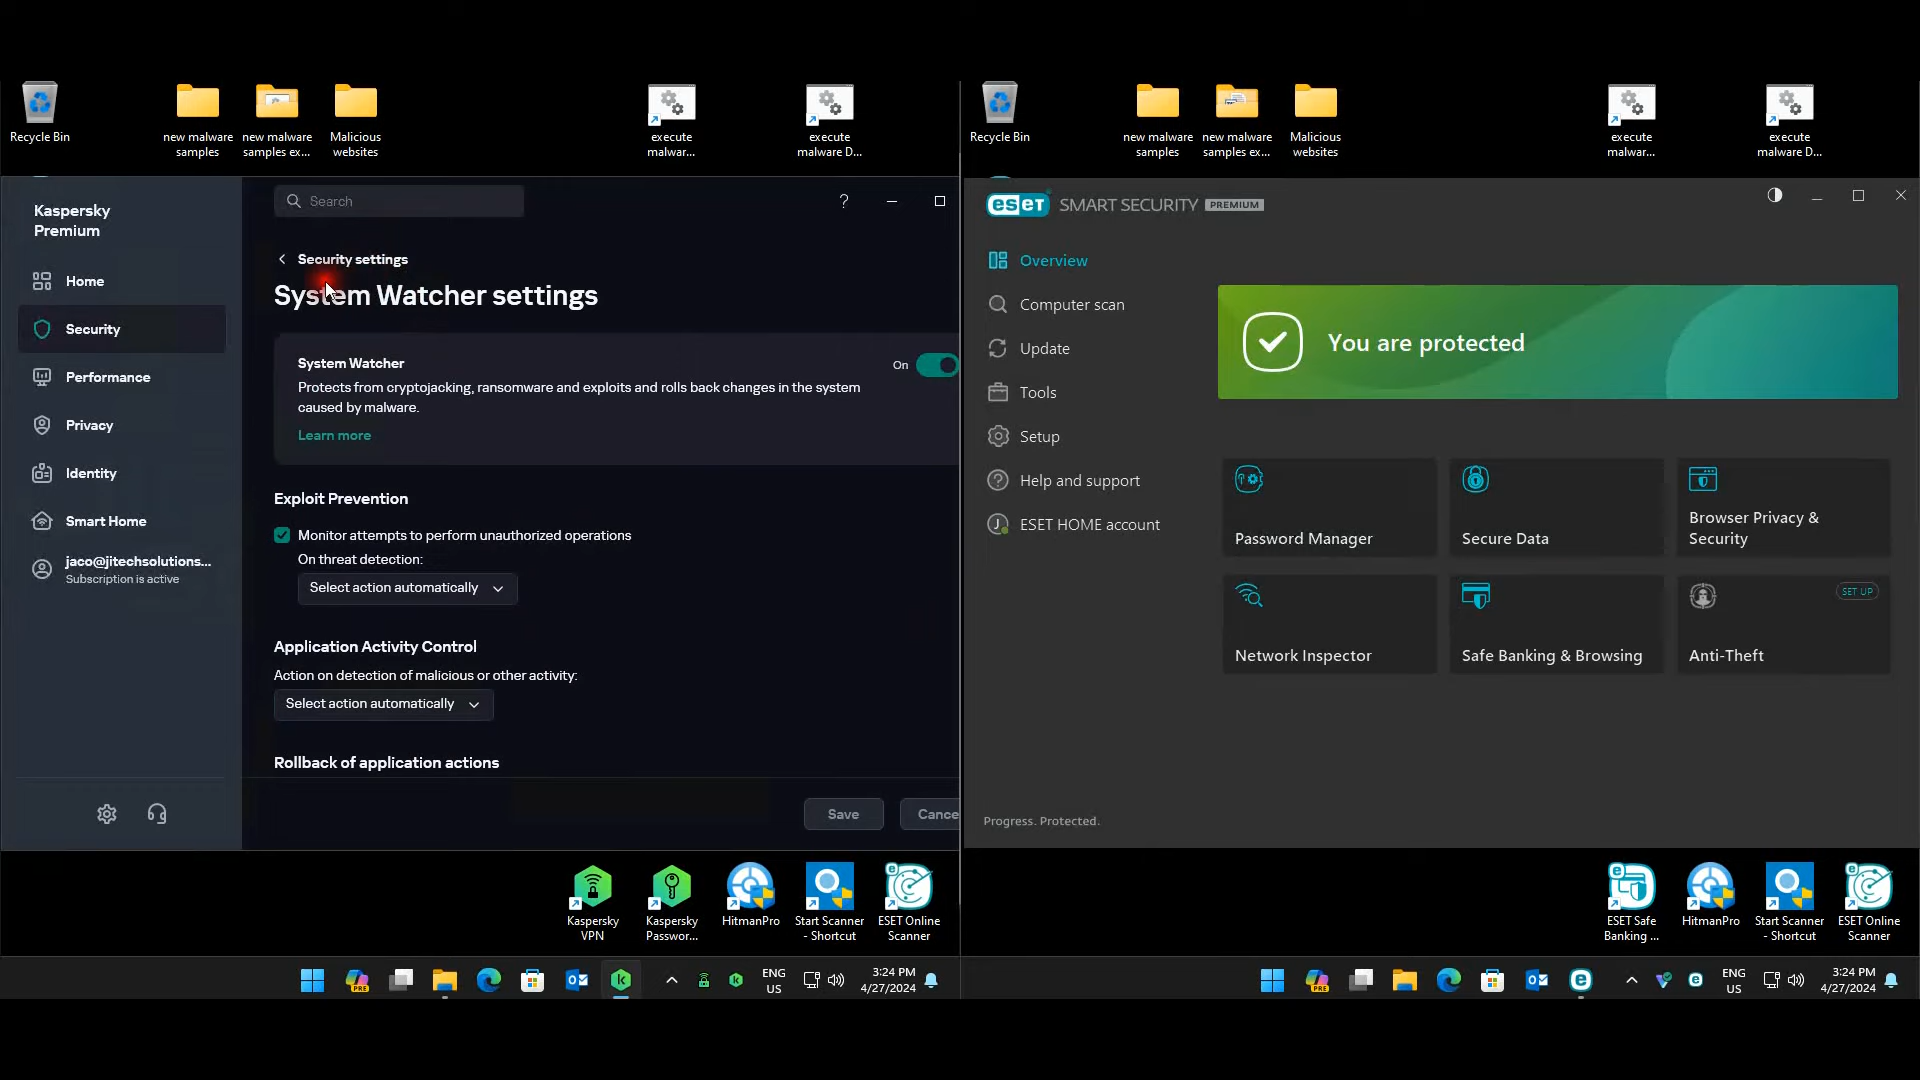 Recycle Bin
new malware
samples
new malware
samples ex...
Malicious
websites
execute
malwar...
execute
malware D...
Kaspersky
Premium
Home
Security
Performance
Privacy
Identity
Smart Home
jaco@jitechsolutions...
Subscription is active
Search
?
Security settings
System Watcher settings
System Watcher
On
Protects from cryptojacking, ransomware and exploits and rolls back changes in the system
caused by malware.
Learn more
Exploit Prevention
Monitor attempts to perform unauthorized operations
On threat detection:
Select action automatically
Application Activity Control
Action on detection of malicious or other activity:
Select action automatically
Rollback of application actions
Save
Cance
Kaspersky
VPN
Kaspersky
Passwor...
HitmanPro
Start Scanner
- Shortcut
ESET Online
Scanner
PRE
ENG
US
3:24 PM
4/27/2024
Recycle Bin
new malware
samples
new malware
samples ex...
Malicious
websites
execute
malwar...
execute
malware D...
eset SMART SECURITY PREMIUM
Overview
Computer scan
Update
Tools
Setup
Help and support
J ESET HOME account
You are protected
Password Manager
Secure Data
Browser Privacy &
Security
Network Inspector
Safe Banking & Browsing
SET UP
Anti-Theft
Progress. Protected.
ESET Safe
Banking ...
HitmanPro
Start Scanner
- Shortcut
ESET Online
Scanner
PRE
ENG
US
3:24 PM
4/27/2024